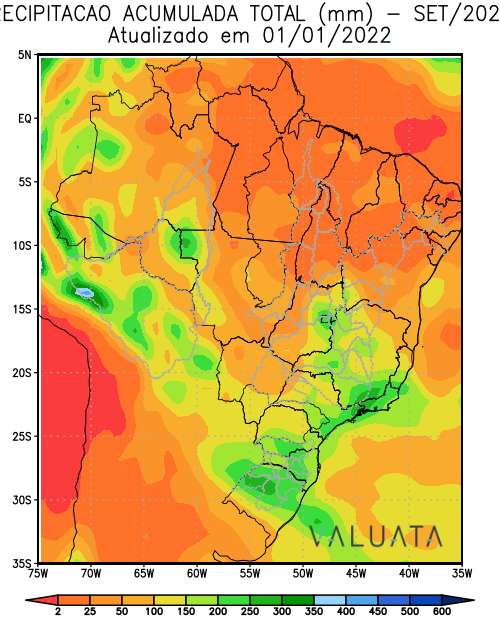 RECIPITACAO ACUMULADA TOTAL (mm) – SET/202
Atualizado em 01/01/2022
5N
EQ
5S
10S
15S
20S
25S
30S
35S
VALUATA
75W 70W 65W 60W 55W 50W 45W 40W 35W
2 25 50 100 150 200 250 300 350 400 450 500 600